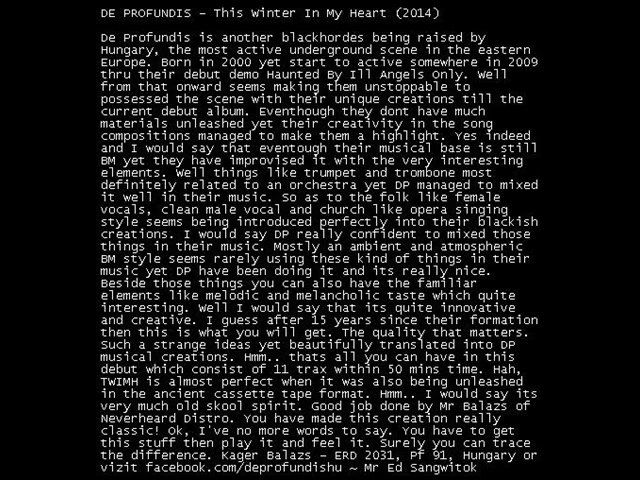 DE PROFUNDIS – This Winter In My Heart (2014)
De Profundis is another blackhordes being raised by
Hungary, the most active underground scene in the eastern
Europe. Born in 2000 yet start to active somewhere in 2009
thru their debut demo Haunted By Ill Angels Only. Well
from that onward seems making them unstoppable to
possessed the scene with their unique creations till the
current debut album. Eventhough they dont have much
materials unleashed yet their creativity in the song
compositions managed to make them a highlight. Yes indeed
and I would say that eventough their musical base is still
BM yet they have improvised it with the very interesting
elements. Well things like trumpet and trombone most
definitely related to an orchestra yet DP managed to mixed
it well in their music. So as to the folk like female
vocals, clean male vocal and church like opera singing
style seems being introduced perfectly into their blackish
creations. I would say DP really confident to mixed those
things in their music. Mostly an ambient and atmospheric
BM style seems rarely using these kind of things in their
music yet DP have been doing it and its really nice.
Beside those things you can also have the familiar
elements like melodic and melancholic taste which quite
interesting. Well I would say that its quite innovative
and creative. I guess after 15 years since their formation
then this is what you will get. The quality that matters.
Such a strange ideas yet beautifully translated into DP
musical creations. Hmm.. thats all you can have in this
debut which consist of 11 trax within 50 mins time. Hah,
TWIMH is almost perfect when it was also being unleashed
in the ancient cassette tape format. Hmm.. I would say its
very much old skool spirit. Good job done by Mr Balazs of
Neverheard Distro. You have made this creation really
classic! Ok, I've no more words to say. You have to get
this stuff then play it and feel it. Surely you can trace
the difference. Kager Balazs – ERD 2031, Pf 91, Hungary or
vizit facebook.com/deprofundishu ~ Mr Ed Sangwitok